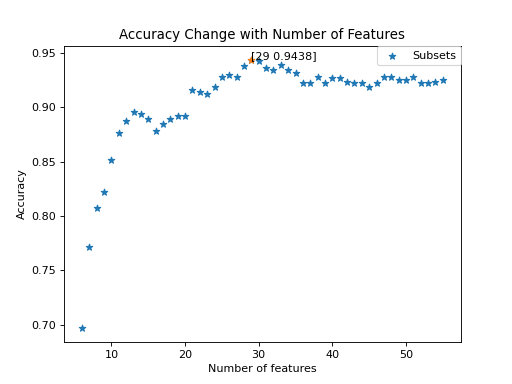 Accuracy Change with Number of Features
[29 0.9438]
Subsets
0.95
0.90
0.85
0.80
0.75
0.70
Accuracy
10 20 30 40 50
Number of features